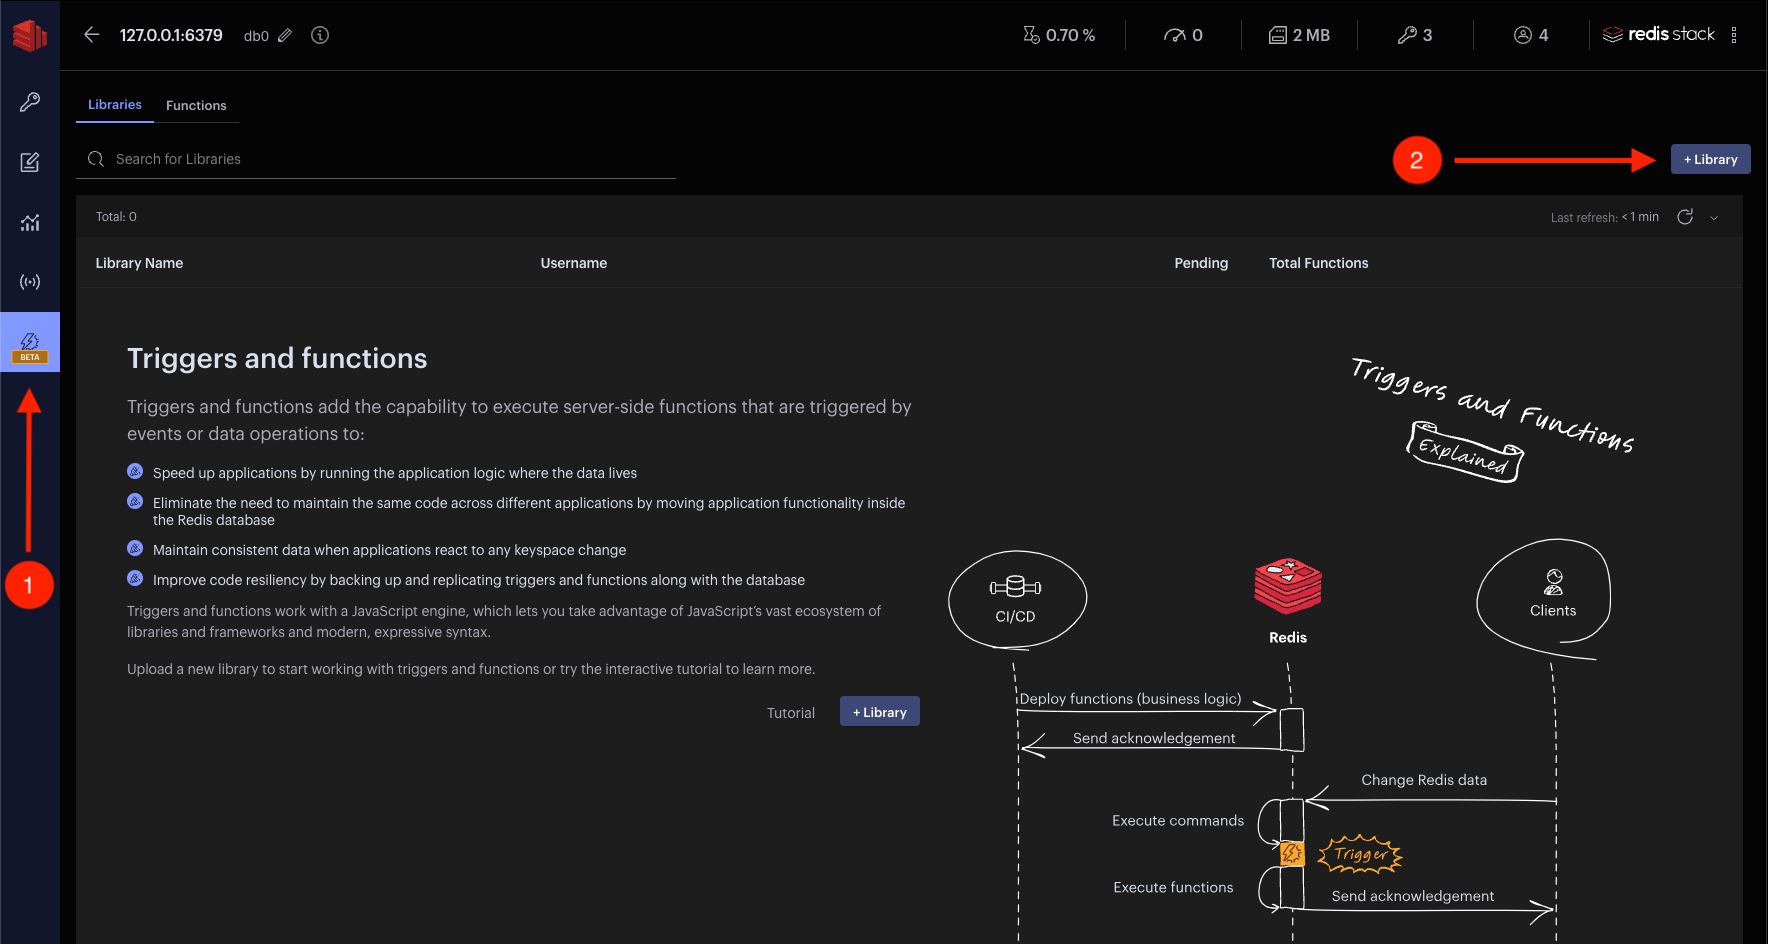 127.0.0.1:6379 db0 0.70 % 0 2 MB 3 4 redis stack
Libraries Functions
Search for Libraries 2 + Library
Total: 0 Last refresh: < 1 min
Library Name Username Pending Total Functions
BETA
1
Triggers and functions
Triggers and functions add the capability to execute server-side functions that are triggered by
events or data operations to:
Speed up applications by running the application logic where the data lives
Eliminate the need to maintain the same code across different applications by moving application functionality inside
the Redis database
Maintain consistent data when applications react to any keyspace change
Improve code resiliency by backing up and replicating triggers and functions along with the database
Triggers and functions work with a JavaScript engine, which lets you take advantage of JavaScript’s vast ecosystem of
libraries and frameworks and modern, expressive syntax.
Upload a new library to start working with triggers and functions or try the interactive tutorial to learn more.
Tutorial + Library
Triggers and Functions
Explained
CI/CD
Redis
Clients
Deploy functions (business logic)
Send acknowledgement
Change Redis data
Execute commands
Trigger
Execute functions
Send acknowledgement